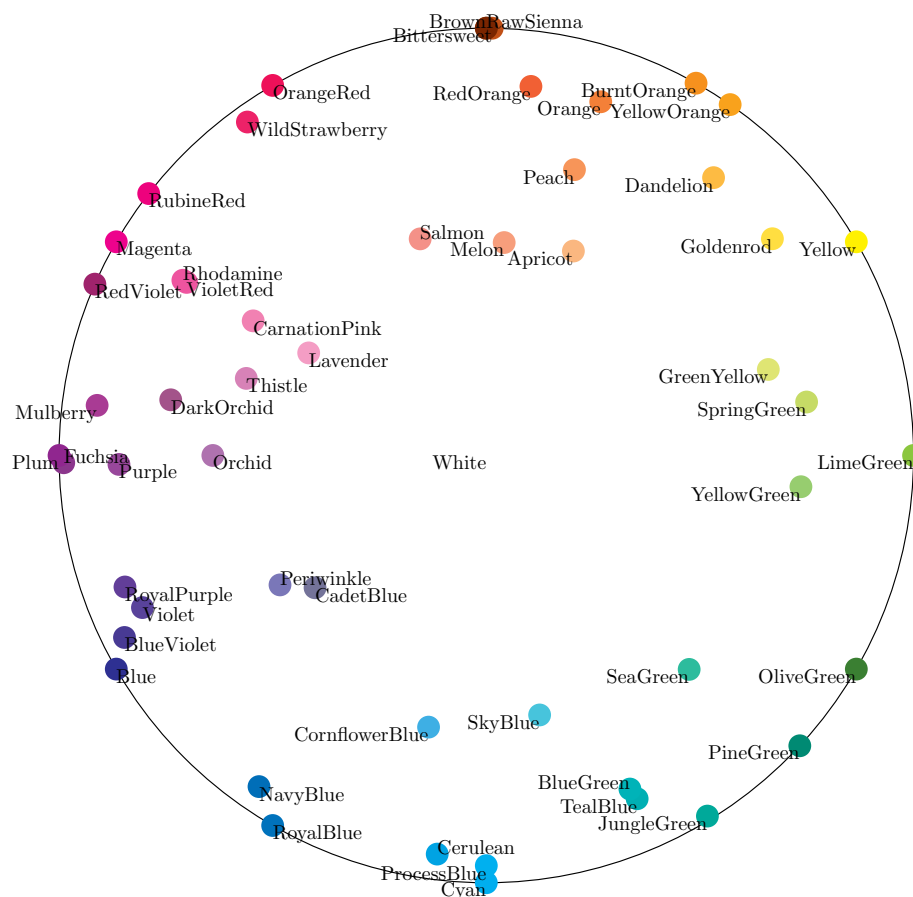 BrownRawSienna
Bittersweet
OrangeRed
RedOrange
BurntOrange
Orange
YellowOrange
WildStrawberry
Peach
Dandelion
RubineRed
Salmon
Magenta
Melon
Apricot
Goldenrod
Yellow
Rhodamine
RedViolet
VioletRed
CarnationPink
Lavender
Thistle
GreenYellow
Mulberry
DarkOrchid
SpringGreen
Plum
Fuchsia
Purple
Orchid
White
LimeGreen
YellowGreen
Periwinkle
RoyalPurple
CadetBlue
Violet
BlueViolet
Blue
SeaGreen
OliveGreen
CornflowerBlue
SkyBlue
PineGreen
NavyBlue
BlueGreen
TealBlue
RoyalBlue
JungleGreen
Cerulean
ProcessBlue
Cyan